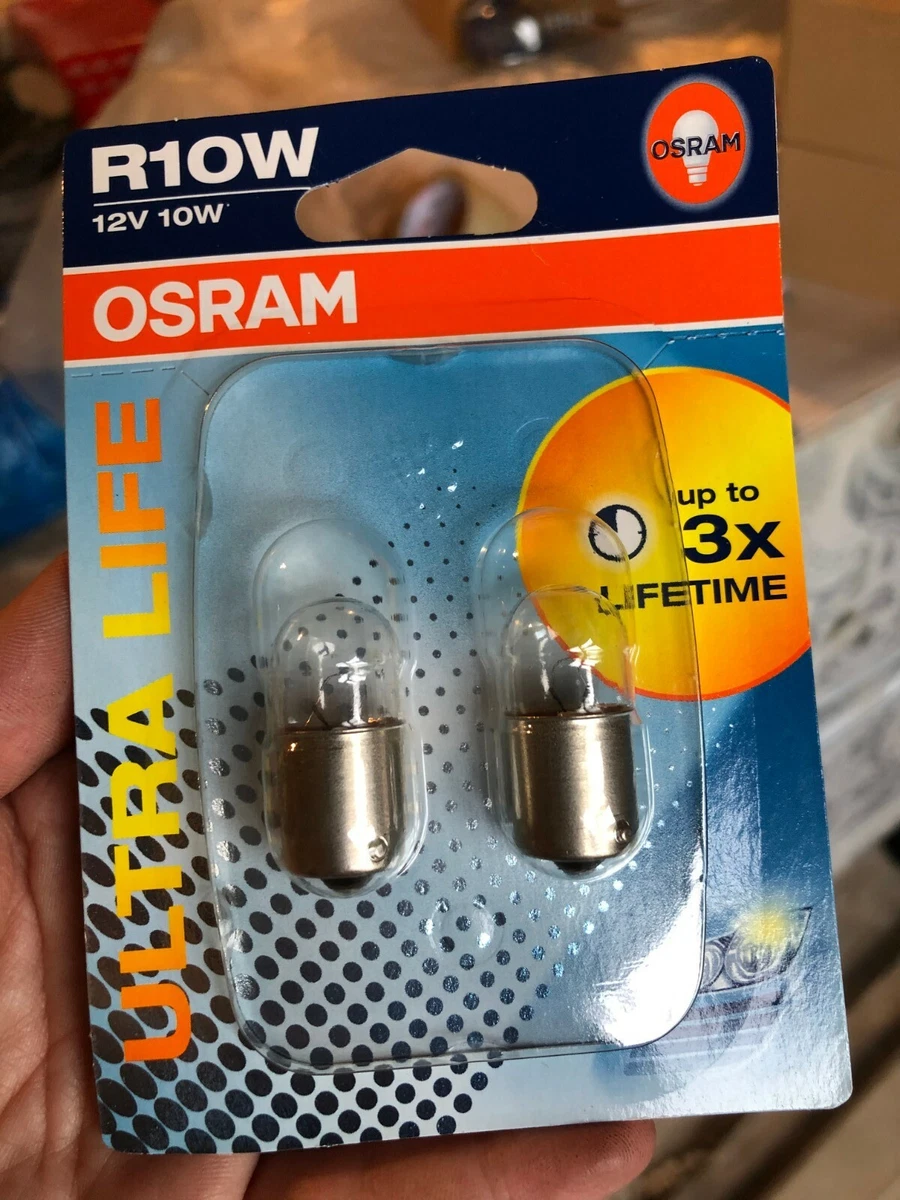 R10W
12V 10W
OSRAM
OSRAM
ULTRA LIFE
up to
3x
LIFETIME